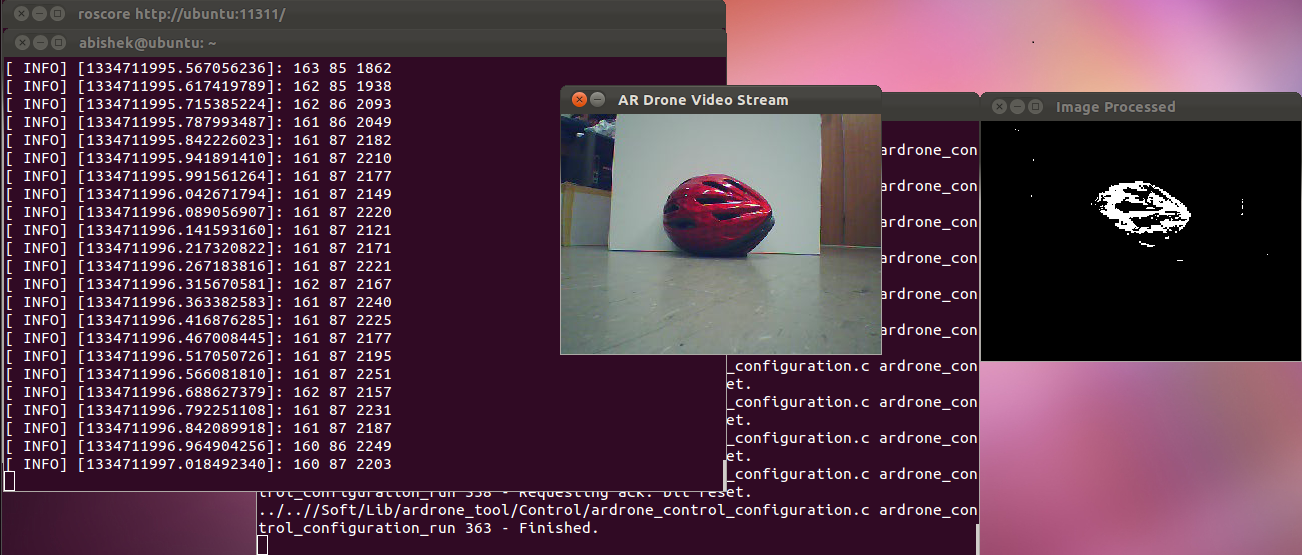 roscore http://ubuntu:11311/
abishek@ubuntu: ~
[ INFO] [1334711995.567056236]: 163 85 1862
[ INFO] [1334711995.617419789]: 162 85 1938
[ INFO] [1334711995.715385224]: 162 86 2093
[ INFO] [1334711995.787993487]: 161 86 2049
[ INFO] [1334711995.842226023]: 161 87 2182
[ INFO] [1334711995.941891410]: 161 87 2210
[ INFO] [1334711995.991561264]: 161 87 2177
[ INFO] [1334711996.042671794]: 161 87 2149
[ INFO] [1334711996.089056907]: 161 87 2220
[ INFO] [1334711996.141593160]: 161 87 2121
[ INFO] [1334711996.217320822]: 161 87 2171
[ INFO] [1334711996.267183816]: 161 87 2221
[ INFO] [1334711996.315670581]: 162 87 2167
[ INFO] [1334711996.363382583]: 161 87 2240
[ INFO] [1334711996.416876285]: 161 87 2225
[ INFO] [1334711996.467008445]: 161 87 2177
[ INFO] [1334711996.517050726]: 161 87 2195
[ INFO] [1334711996.566081810]: 161 87 2251
[ INFO] [1334711996.688627379]: 162 87 2157
[ INFO] [1334711996.792251108]: 161 87 2231
[ INFO] [1334711996.842089918]: 161 87 2187
[ INFO] [1334711996.964904256]: 160 86 2249
[ INFO] [1334711997.018492340]: 160 87 2203
AR Drone Video Stream
Image Processed
ardrone_con
ardrone_con
ardrone_con
ardrone_con
ardrone_con
ardrone_con
_configuration.c ardrone_con
et.
_configuration.c ardrone_con
et.
_configuration.c ardrone_con
et.
_configuration.c ardrone_con
trol_configuration_run 358 - Requesting ack. bit reset.
../..//Soft/Lib/ardrone_tool/Control/ardrone_control_configuration.c ardrone_con
trol_configuration_run 363 - Finished.